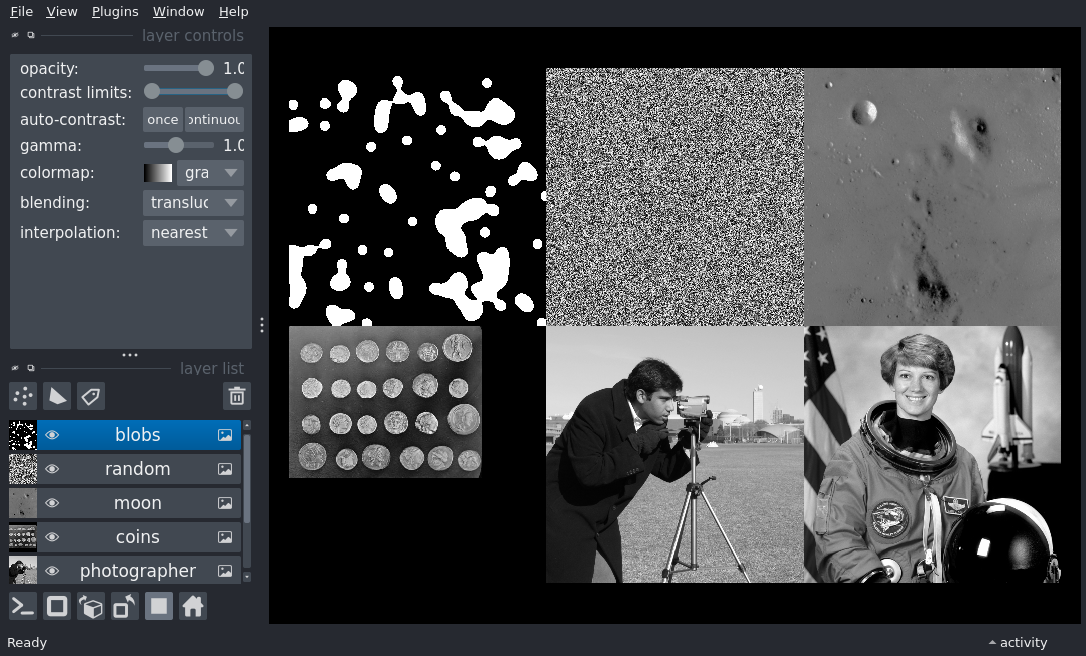 File View Plugins Window Help
layer controls
opacity: 1.0
contrast limits:
auto-contrast: once ontinuou
gamma: 1.0
colormap: gra
blending: transluc
interpolation: nearest
layer list
blobs
random
moon
coins
photographer
Ready
activity